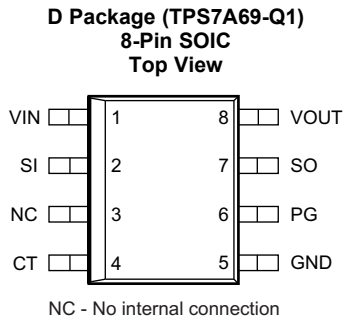 D Package (TPS7A69-Q1)
8-Pin SOIC
Top View
VIN 1 8 VOUT
SI 2 7 SO
NC 3 6 PG
CT 4 5 GND
NC - No internal connection